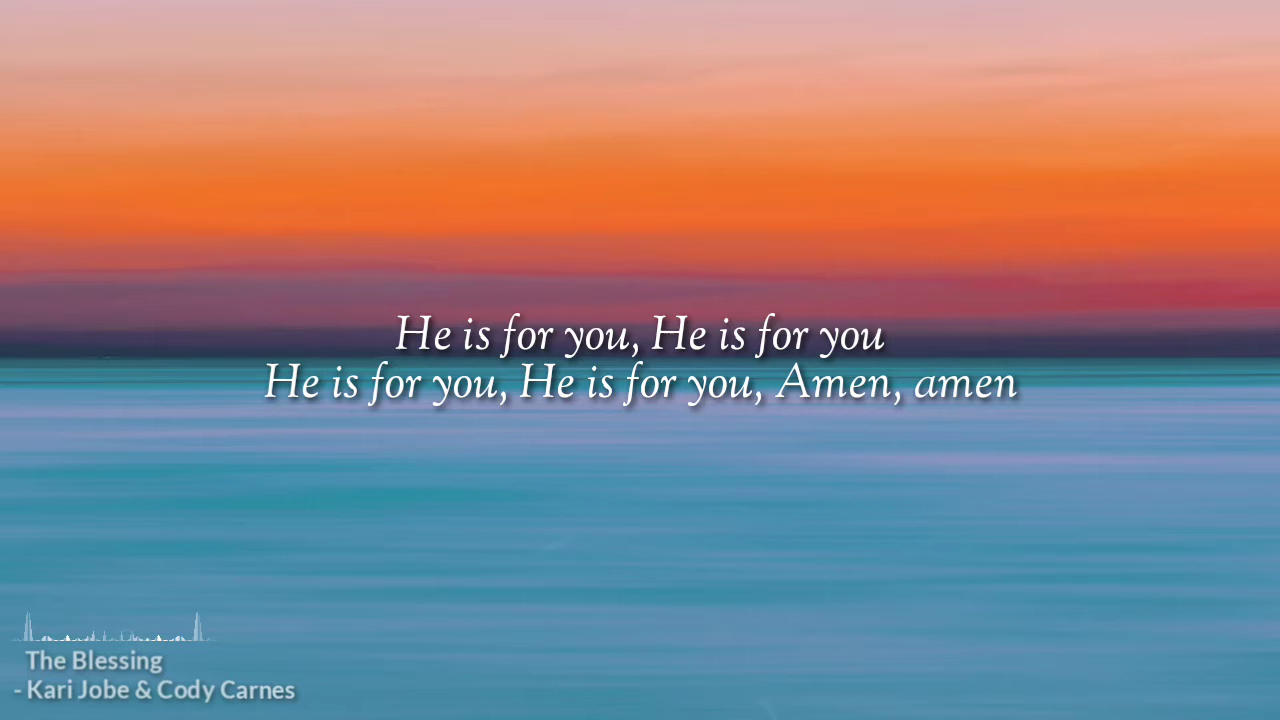 He is for you, He is for you
He is for you, He is for you, Amen, amen
The Blessing
- Kari Jobe & Cody Carnes